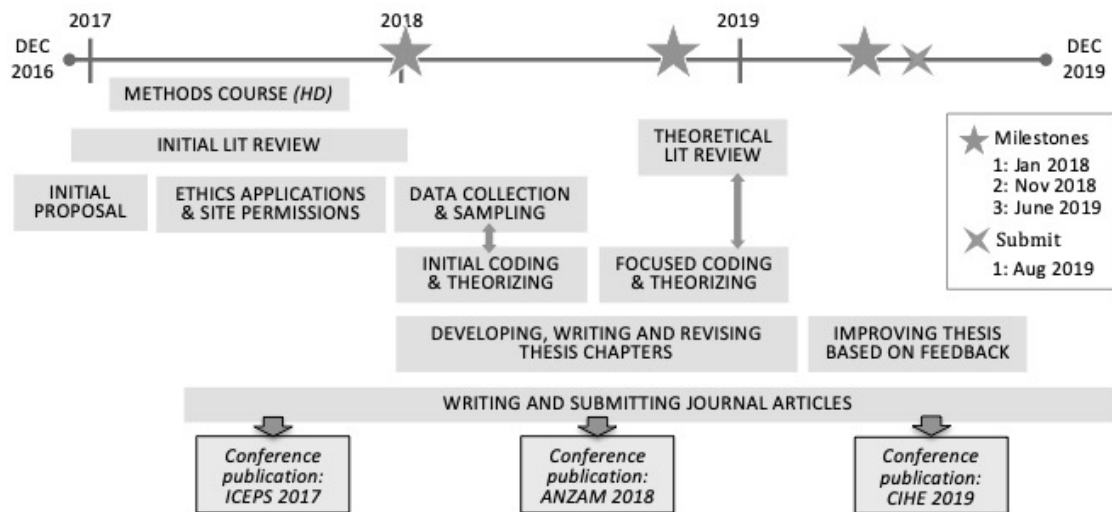 2017
2018
2019
DEC
2016
DEC
2019
METHODS COURSE (HD)
INITIAL LIT REVIEW
THEORETICAL
LIT REVIEW
INITIAL
PROPOSAL
ETHICS APPLICATIONS
& SITE PERMISSIONS
DATA COLLECTION
& SAMPLING
INITIAL CODING
& THEORIZING
FOCUSED CODING
& THEORIZING
Milestones
1: Jan 2018
2: Nov 2018
3: June 2019
Submit
1: Aug 2019
DEVELOPING, WRITING AND REVISING
THESIS CHAPTERS
IMPROVING THESIS
BASED ON FEEDBACK
WRITING AND SUBMITTING JOURNAL ARTICLES
Conference
publication:
ICEPS 2017
Conference
publication:
ANZAM 2018
Conference
publication:
CIHE 2019